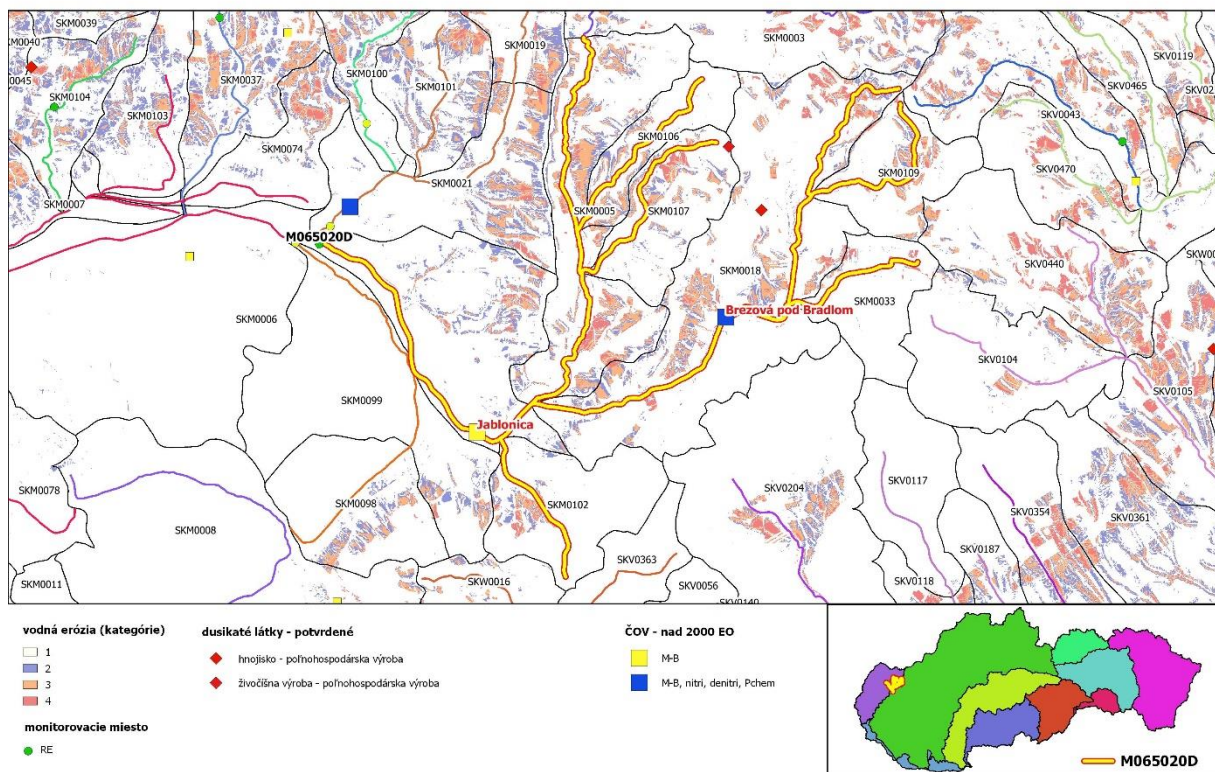 SKM0039
SKM0003
SKM0019
SKV0119
SKM0040
SKM0037
SKM0100
SKM0101
SKV0465
0045
SKM0104
SKM0103
SKV02
SKV0043
SKM0106
SKM0074
SKV0470
SKM0109
SKM0021
SKM0007
SKM0005
SKM0107
M065020D
SKW00
SKV0440
SKM0018
SKM0033
Brezová pod Bradlom
SKM0006
SKV0104
SKV0105
SKM0099
Jablonica
SKV0204
SKV0117
SKM0078
SKM0098
SKM0102
SKV0354
SKV0361
SKM0008
SKV0187
SKV0363
SKM0011
SKW0016
SKV0056
SKV0118
SKV0140
vodná erózia (kategórie)
1
2
3
4
monitorovacie miesto
RE
dusikaté látky - potvrdené
hnojisko - poľnohospodárska výroba
živočíšna výroba - poľnohospodárska výroba
ČOV - nad 2000 EO
M-B
M-B, nitri, denitri, Pchem
M065020D